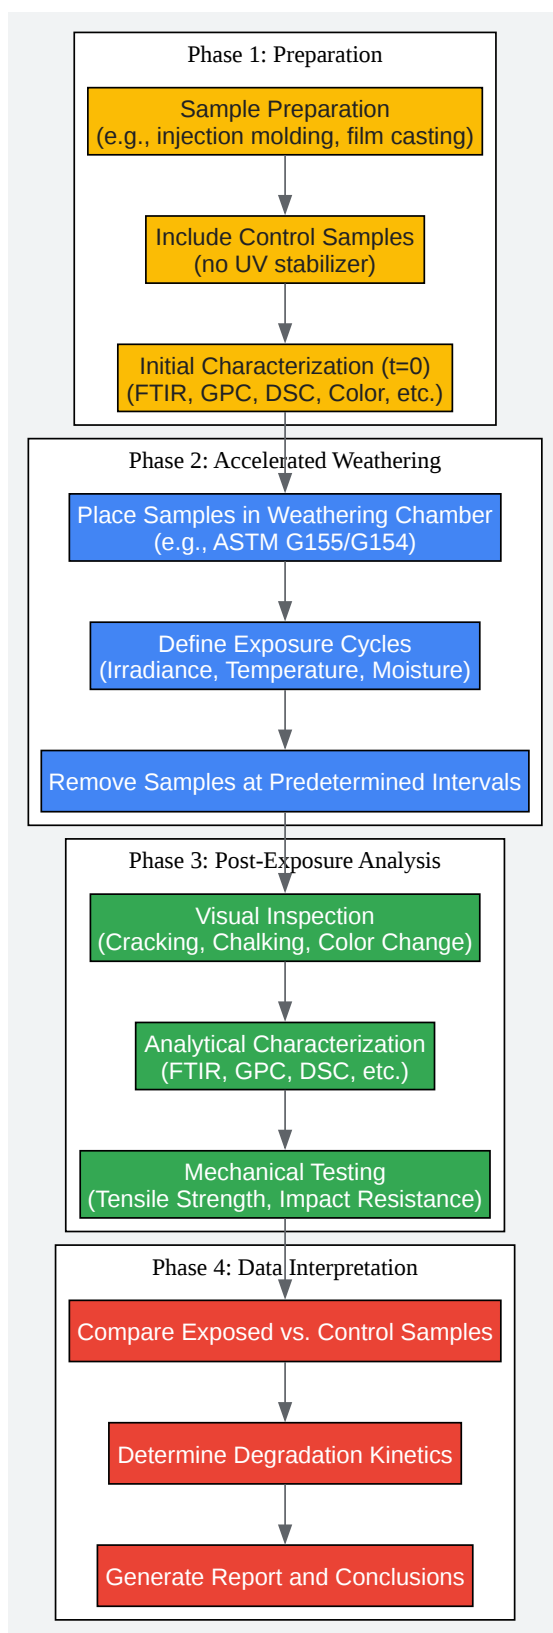 Phase 1: Preparation
Sample Preparation
(e.g., injection molding, film casting)
Include Control Samples
(no UV stabilizer)
Initial Characterization (t=0)
(FTIR, GPC, DSC, Color, etc.)
Phase 2: Accelerated Weathering
Place Samples in Weathering Chamber
(e.g., ASTM G155/G154)
Define Exposure Cycles
(Irradiance, Temperature, Moisture)
Remove Samples at Predetermined Intervals
Phase 3: Post-Exposure Analysis
Visual Inspection
(Cracking, Chalking, Color Change)
Analytical Characterization
(FTIR, GPC, DSC, etc.)
Mechanical Testing
(Tensile Strength, Impact Resistance)
Phase 4: Data Interpretation
Compare Exposed vs. Control Samples
Determine Degradation Kinetics
Generate Report and Conclusions